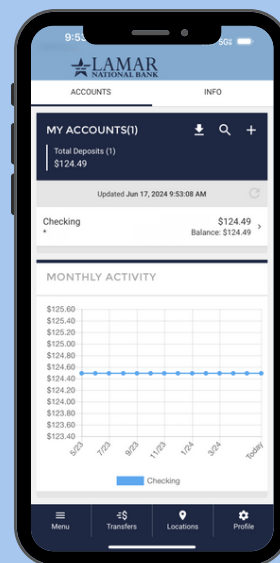 9:53
5G
LAMAR
NATIONAL BANK
ACCOUNTS
INFO
MY ACCOUNTS(1)
Total Deposits (1)
$124.49
Updated Jun 17, 2024 9:53:08 AM
Checking
$124.49
*
Balance: $124.49
MONTHLY ACTIVITY
$125.60
$125.40
$125.20
$125.00
$124.80
$124.60
$124.40
$124.20
$124.00
$123.80
$123.60
$123.40
5/23
7/23
9/23
11/23
1/24
3/24
Today
Checking
Menu
Transfers
Locations
Profile